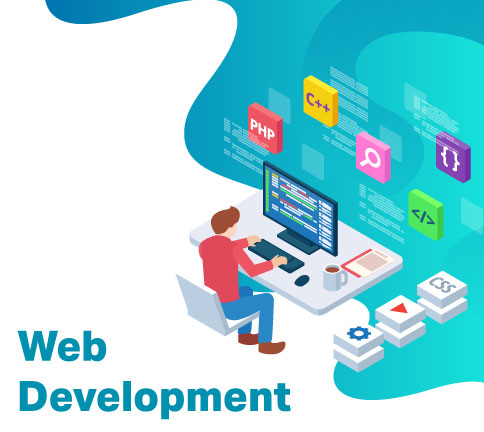 C++
PHP
{ }
</>
CSS
Web
Development